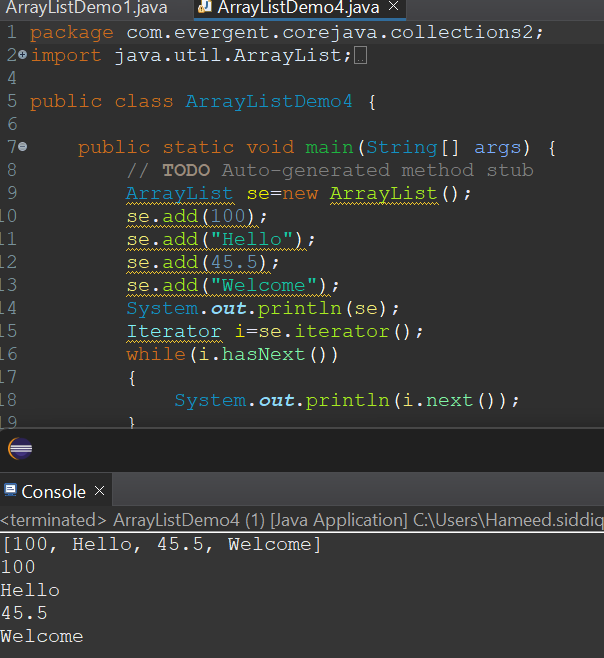 ArrayListDemo1.java ArrayListDemo4.java ×
1 package com.evergent.corejava.collections2;
2 import java.util.ArrayList;
4
5 public class ArrayListDemo4 {
6
7 public static void main(String[] args) {
8 // TODO Auto-generated method stub
9 ArrayList se=new ArrayList();
10 se.add(100);
11 se.add("Hello");
12 se.add(45.5);
13 se.add("Welcome");
14 System.out.println(se);
15 Iterator i=se.iterator();
16 while(i.hasNext())
17 {
18 System.out.println(i.next());
19 }
Console ×
<terminated> ArrayListDemo4 (1) [Java Application] C:\Users\Hameed.siddiq
[100, Hello, 45.5, Welcome]
100
Hello
45.5
Welcome